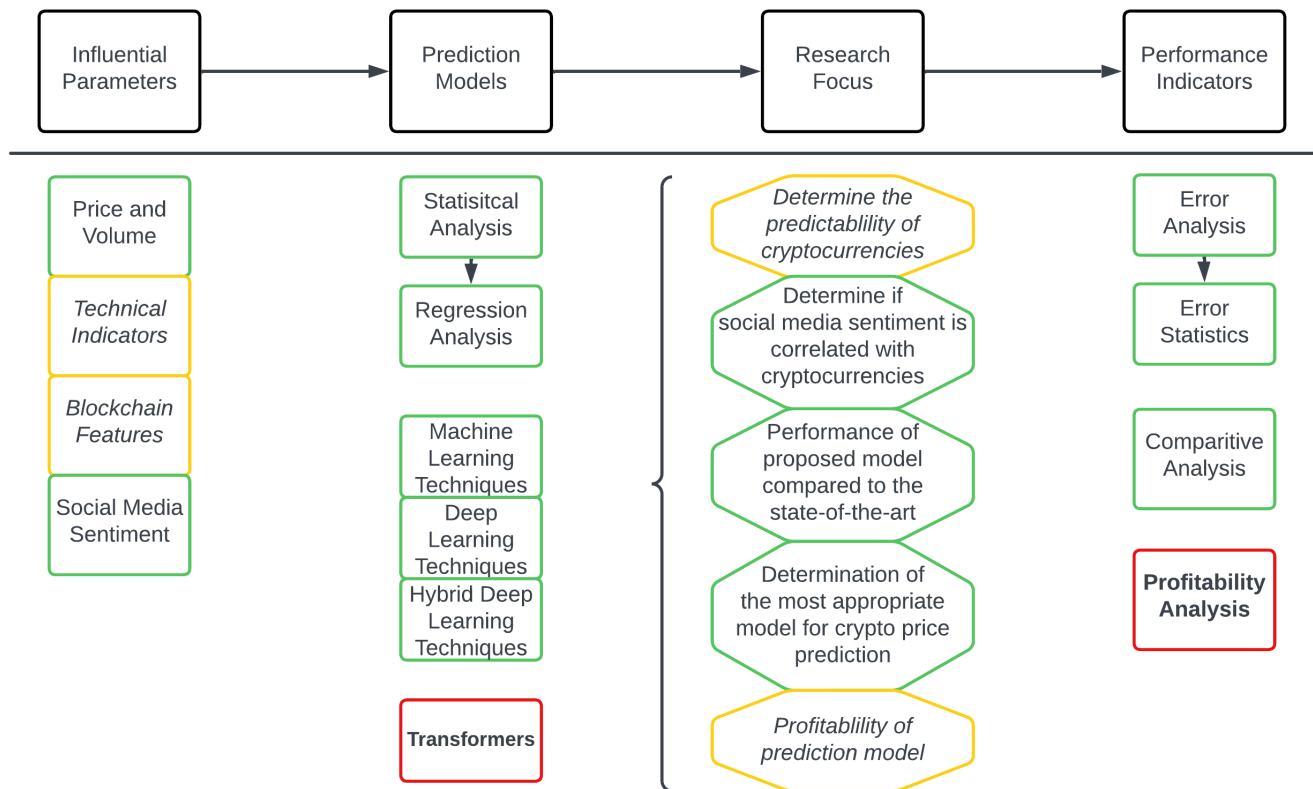 Influential
Parameters
Prediction
Models
Research
Focus
Performance
Indicators
Price and
Volume
Technical
Indicators
Blockchain
Features
Social Media
Sentiment
Statisitcal
Analysis
Regression
Analysis
Machine
Learning
Techniques
Deep
Learning
Techniques
Hybrid Deep
Learning
Techniques
Transformers
Determine the
predictablility of
cryptocurrencies
Determine if
social media sentiment is
correlated with
cryptocurrencies
Performance of
proposed model
compared to the
state-of-the-art
Determination of
the most appropriate
model for crypto price
prediction
Profitablility of
prediction model
Error
Analysis
Error
Statistics
Comparitive
Analysis
Profitability
Analysis